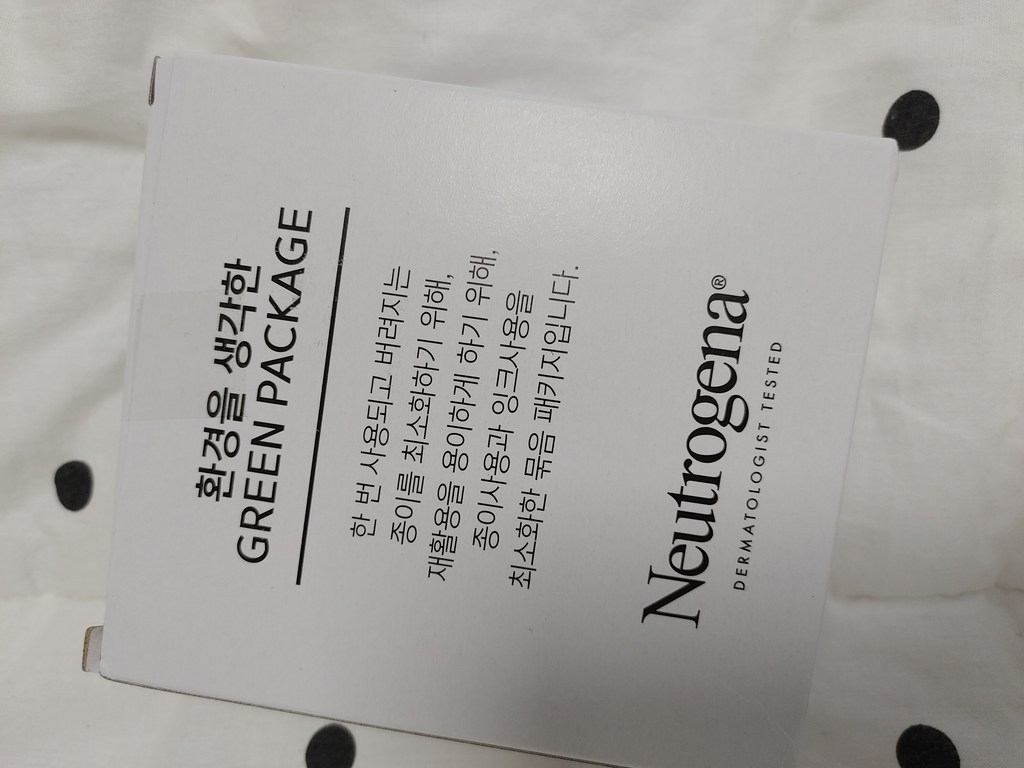 환경을 생각한
GREEN PACKAGE
한 번 사용되고 버려지는
종이를 최소화하기 위해,
재활용을 용이하게 하기 위해,
종이사용과 잉크사용을
최소화한 묶음 패키지입니다.
Neutrogena®
DERMATOLOGIST TESTED